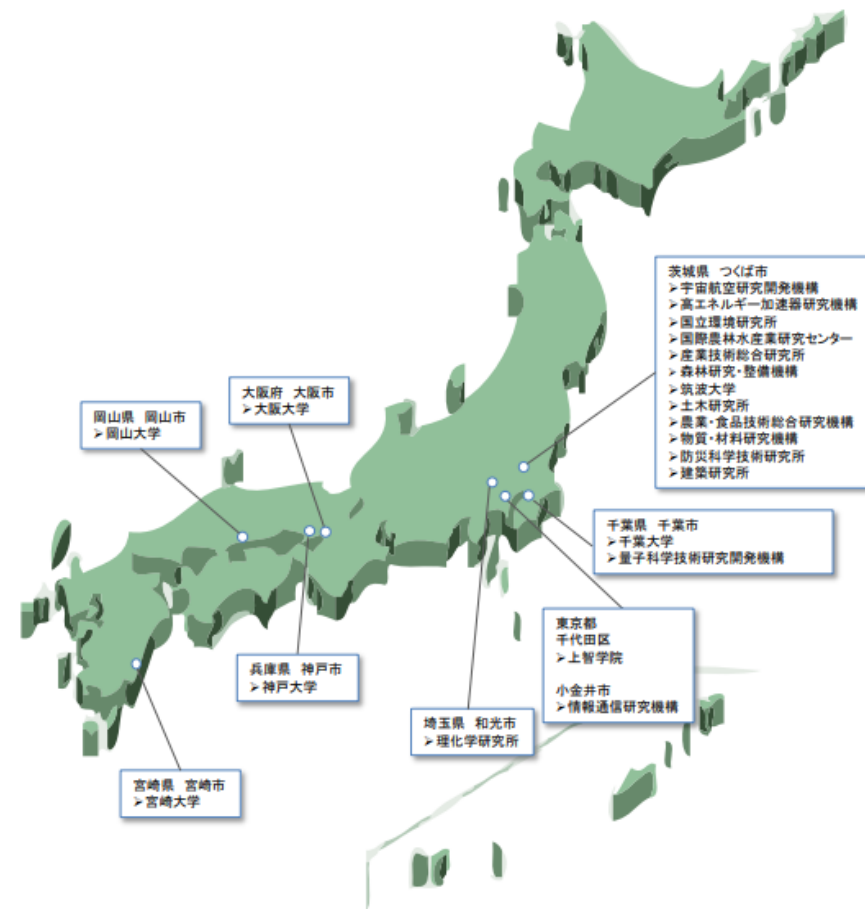 茨城県 つくば市
➢宇宙航空研究開発機構
➢高エネルギー加速器研究機構
➢国立環境研究所
➢国際農林水産業研究センター
➢産業技術総合研究所
➢森林研究・整備機構
➢筑波大学
➢土木研究所
➢農業・食品技術総合研究機構
➢物質・材料研究機構
➢防災科学技術研究所
➢建築研究所
大阪府 大阪市
➢大阪大学
岡山県 岡山市
➢岡山大学
千葉県 千葉市
➢千葉大学
➢量子科学技術研究開発機構
東京都
千代田区
➢上智学院
小金井市
➢情報通信研究機構
兵庫県 神戸市
➢神戸大学
埼玉県 和光市
➢理化学研究所
宮崎県 宮崎市
➢宮崎大学